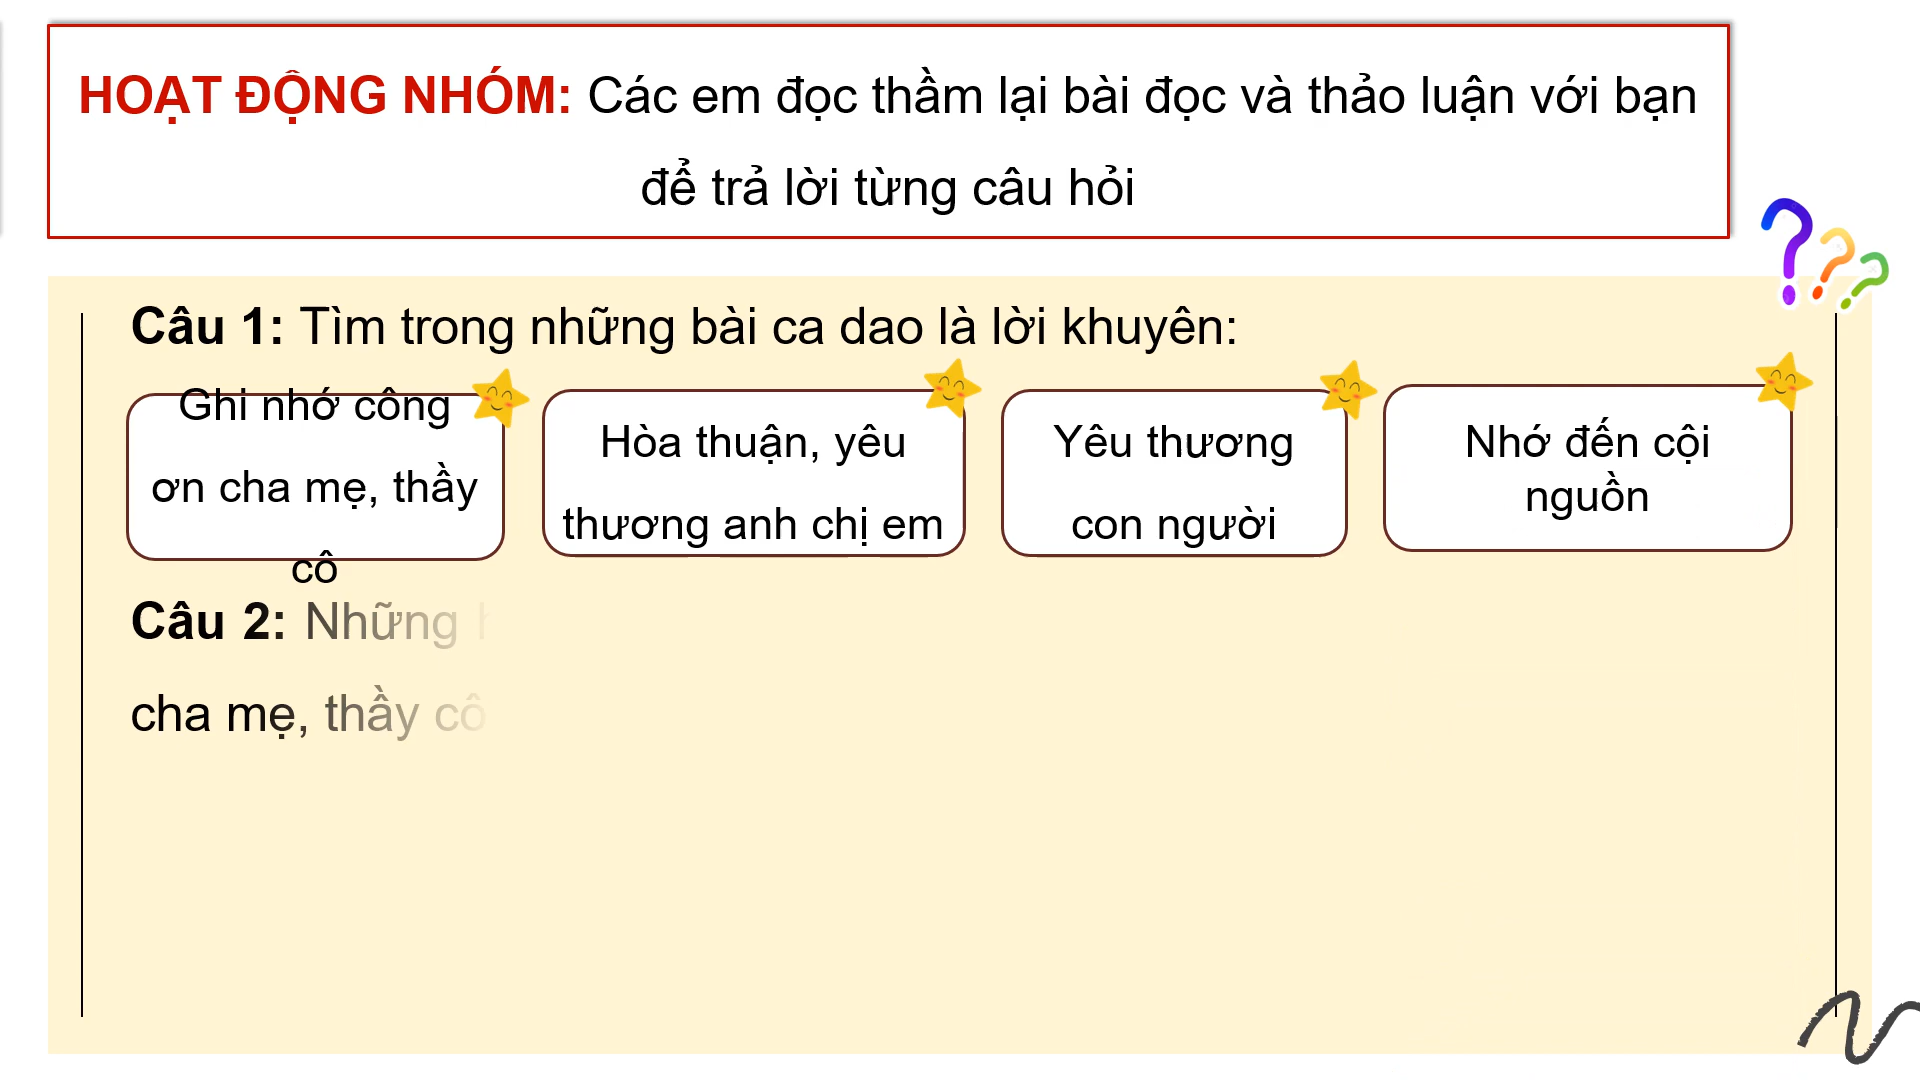 HOẠT ĐỘNG NHÓM: Các em đọc thầm lại bài đọc và thảo luận với bạn
để trả lời từng câu hỏi
Câu 1: Tìm trong những bài ca dao là lời khuyên:
Ghi nhớ công
ơn cha mẹ, thầy
cô
Hòa thuận, yêu
thương anh chị em
Yêu thương
con người
Nhớ đến cội
nguồn
Câu 2: Những
cha mẹ, thầy cô